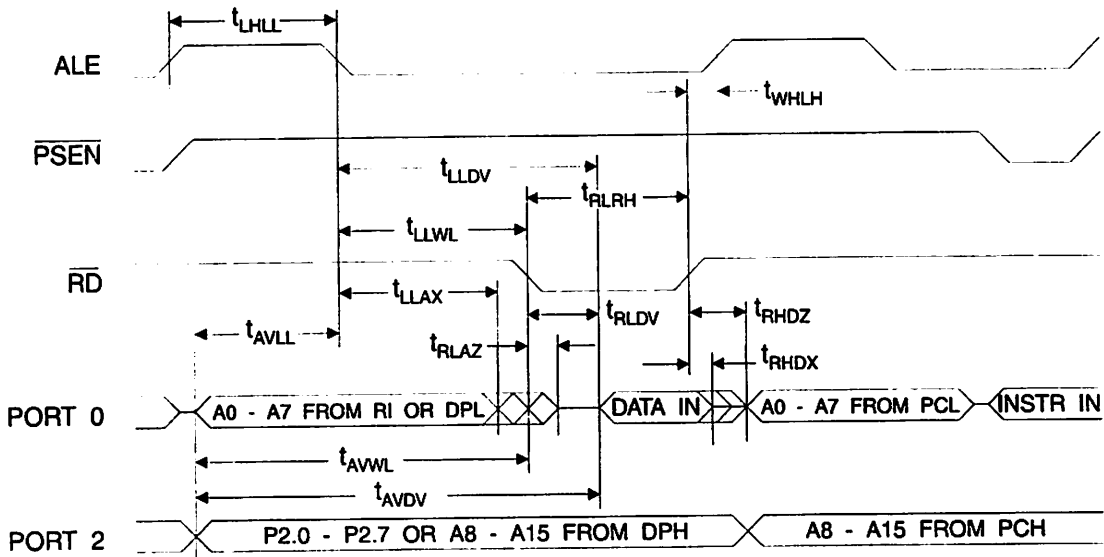 tLHLL
ALE
tWHLH
PSEN
tLLDV
tRLRH
tLLWL
RD
tLLAX
tRLDV
tRHDZ
tAVLL
tRLAZ
tRHDX
PORT 0
A0 - A7 FROM RI OR DPL
DATA IN
A0 - A7 FROM PCL
INSTR IN
tAVWL
tAVDV
PORT 2
P2.0 - P2.7 OR A8 - A15 FROM DPH
A8 - A15 FROM PCH